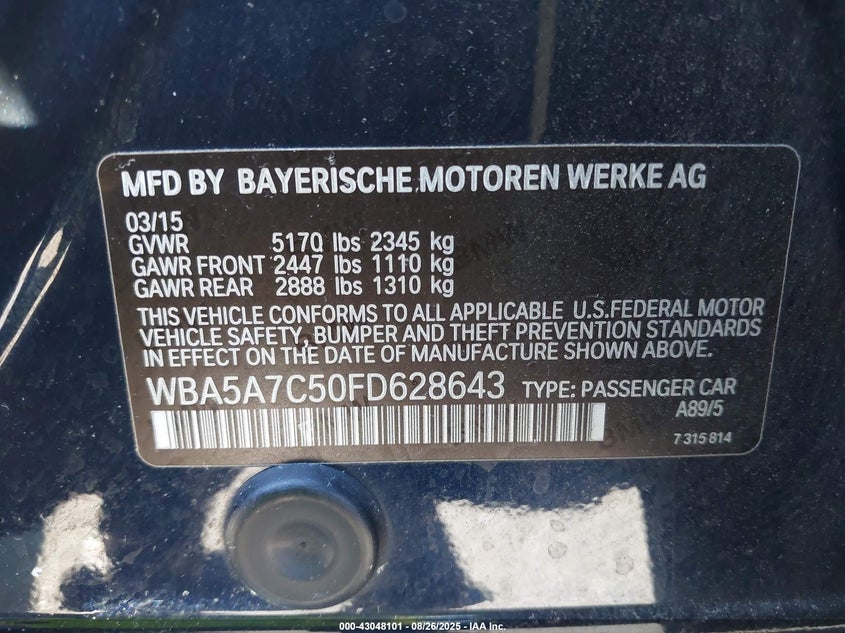 MFD BY BAYERISCHE MOTOREN WERKE AG
03/15
GVWR 5170 lbs 2345 kg
GAWR FRONT 2447 lbs 1110 kg
GAWR REAR 2888 lbs 1310 kg
THIS VEHICLE CONFORMS TO ALL APPLICABLE U.S.FEDERAL MOTOR
VEHICLE SAFETY, BUMPER AND THEFT PREVENTION STANDARDS
IN EFFECT ON THE DATE OF MANUFACTURE SHOWN ABOVE.
WBA5A7C50FD628643 TYPE: PASSENGER CAR
A89/5
7 315 814
000-43048101 - 08/26/2025 - IAA Inc.